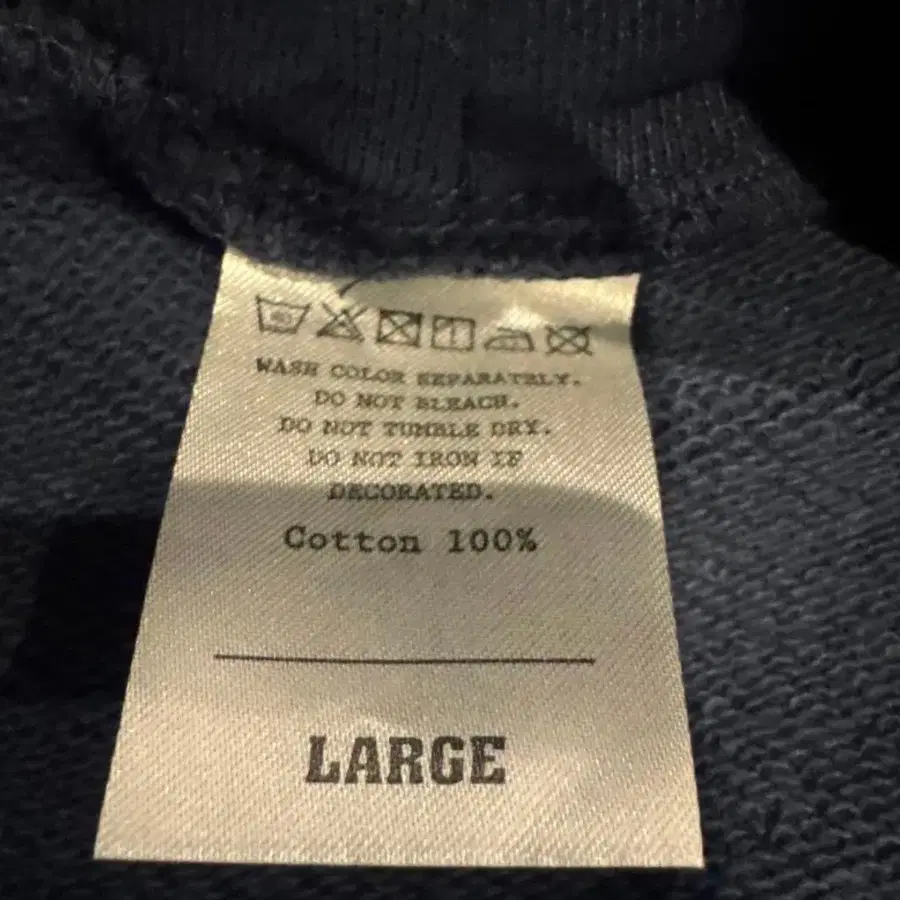 WASH COLOR SEPARATELY.
DO NOT BLEACH.
DO NOT TUMBLE DRY.
DO NOT IRON IF
DECORATED.
Cotton 100%
LARGE